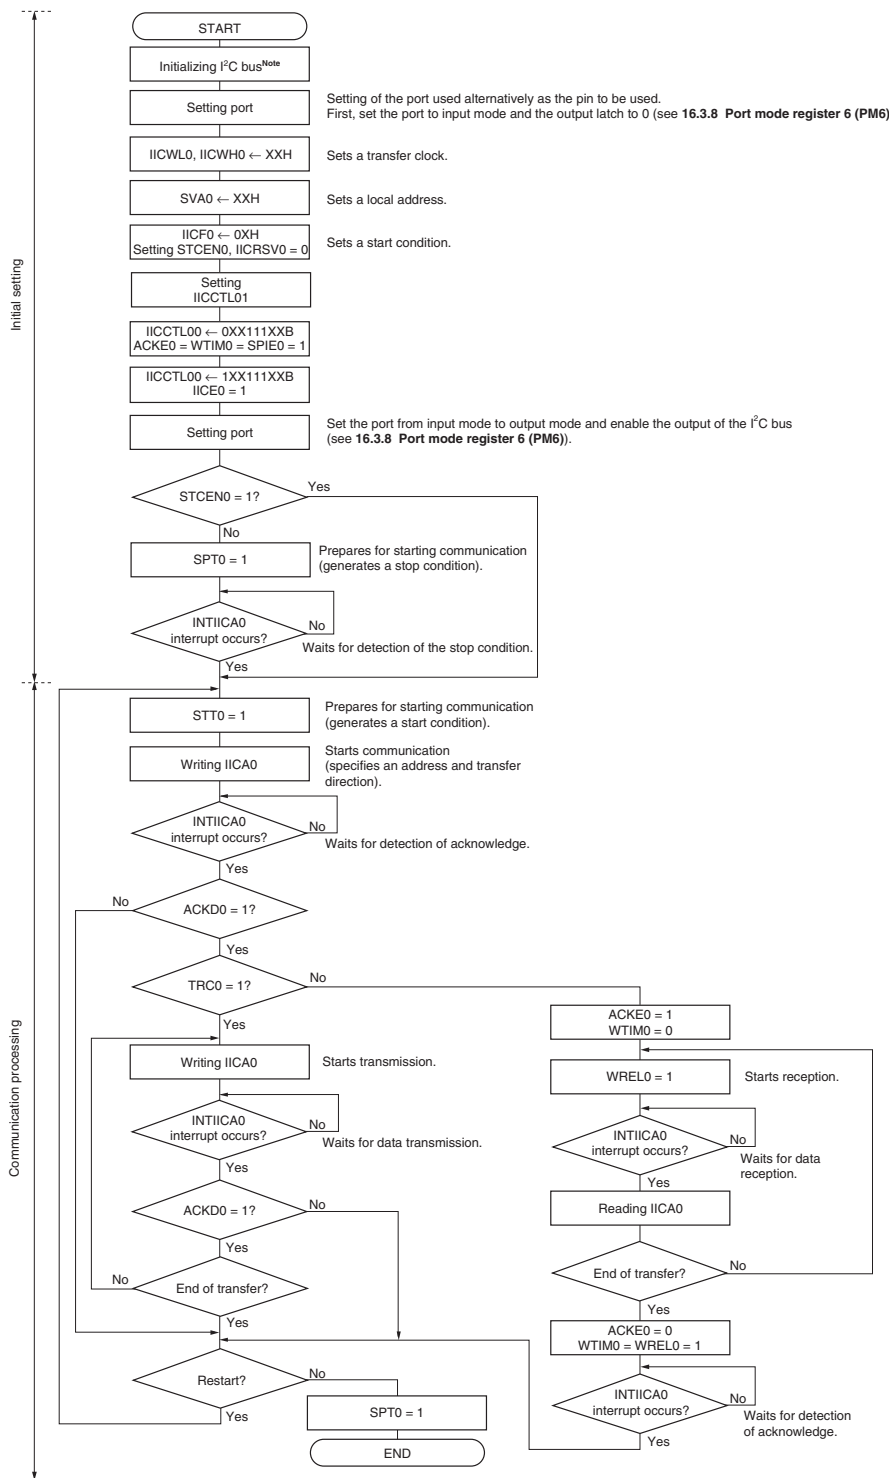 START
Initializing I2C busNote
Setting port
Setting of the port used alternatively as the pin to be used.
First, set the port to input mode and the output latch to 0 (see 16.3.8 Port mode register 6 (PM6)
IICWL0, IICWH0 ← XXH
Sets a transfer clock.
SVA0 ← XXH
Sets a local address.
IICF0 ← 0XH
Setting STCEN0, IICRSV0 = 0
Sets a start condition.
Setting
IICCTL01
IICCTL00 ← 0XX111XXB
ACKE0 = WTIM0 = SPIE0 = 1
IICCTL00 ← 1XX111XXB
IICE0 = 1
Setting port
Set the port from input mode to output mode and enable the output of the I2C bus
(see 16.3.8 Port mode register 6 (PM6)).
Initial setting
STCEN0 = 1?
Yes
No
SPT0 = 1
Prepares for starting communication
(generates a stop condition).
INTIICA0
interrupt occurs?
No
Waits for detection of the stop condition.
Yes
STT0 = 1
Prepares for starting communication
(generates a start condition).
Writing IICA0
Starts communication
(specifies an address and transfer
direction).
INTIICA0
interrupt occurs?
No
Waits for detection of acknowledge.
Yes
No
ACKD0 = 1?
Yes
TRC0 = 1?
No
Yes
Communication processing
Writing IICA0
Starts transmission.
INTIICA0
interrupt occurs?
No
Waits for data transmission.
Yes
ACKD0 = 1?
No
Yes
No
End of transfer?
Yes
Restart?
No
Yes
SPT0 = 1
END
ACKE0 = 1
WTIM0 = 0
WREL0 = 1
Starts reception.
INTIICA0
interrupt occurs?
No
Waits for data
reception.
Yes
Reading IICA0
End of transfer?
No
Yes
ACKE0 = 0
WTIM0 = WREL0 = 1
INTIICA0
interrupt occurs?
No
Waits for detection
of acknowledge.
Yes